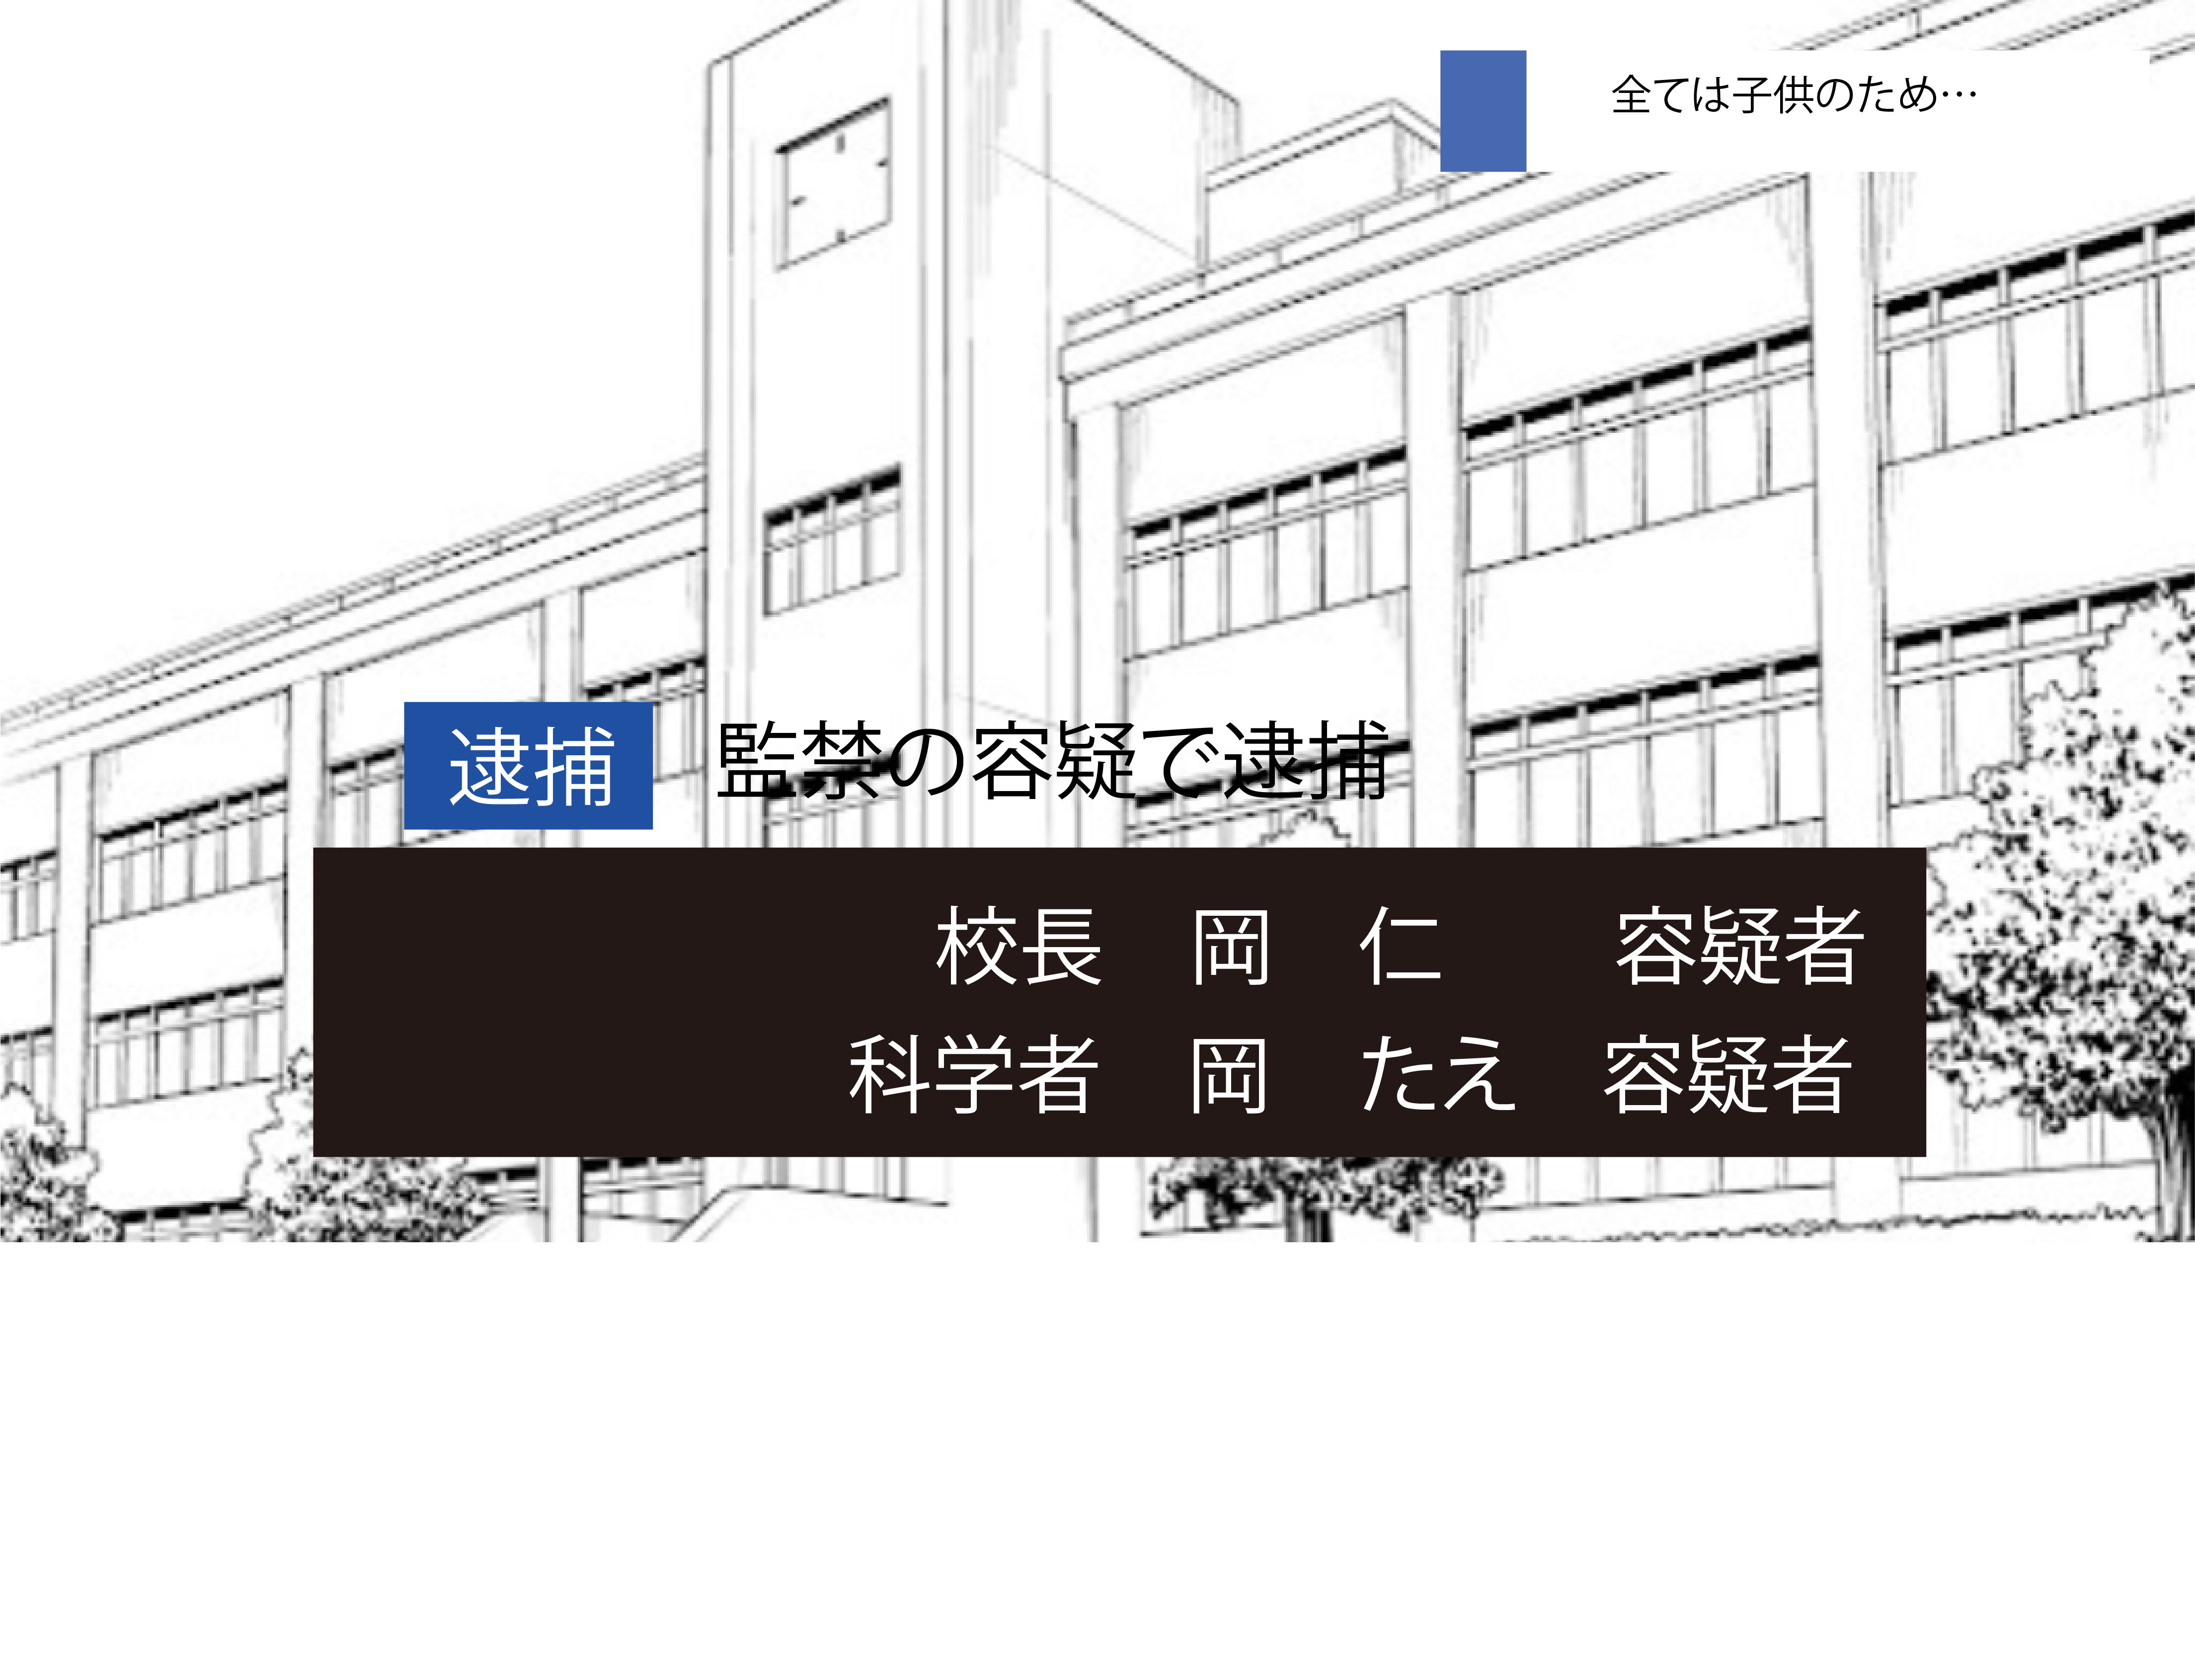 全ては子供のため…
逮捕 監禁の容疑で逮捕
校長 岡 仁 容疑者
科学者 岡 たえ 容疑者